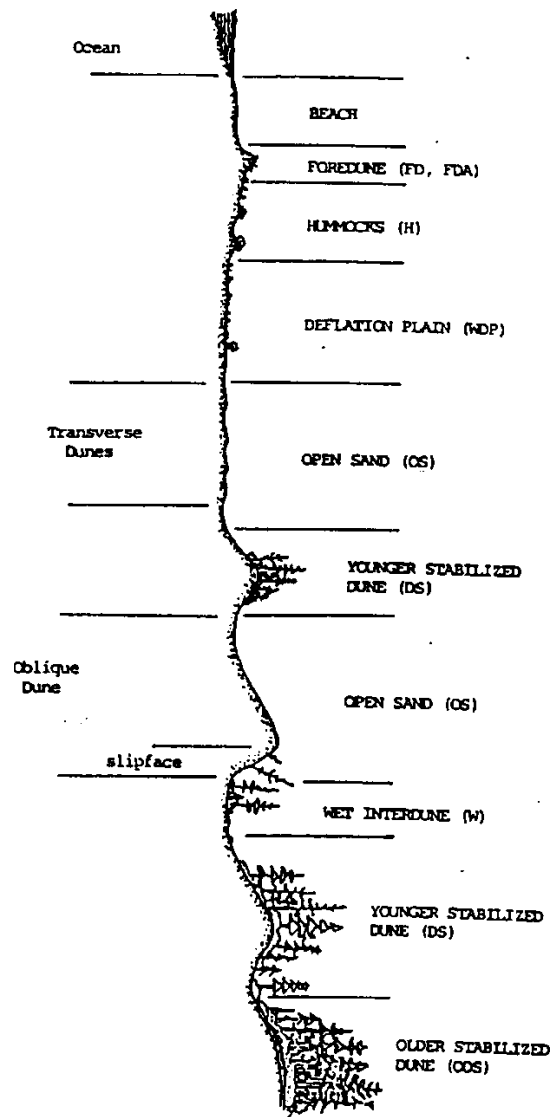 Ocean
BEACH
FOREDUNE (FD, FDA)
HUMMOCKS (H)
DEFLATION PLAIN (WDP)
Transverse
Dunes
OPEN SAND (OS)
YOUNGER STABILIZED
DUNE (DS)
Oblique
Dune
OPEN SAND (OS)
slipface
WET INTERDUNE (W)
YOUNGER STABILIZED
DUNE (DS)
OLDER STABILIZED
DUNE (ODS)